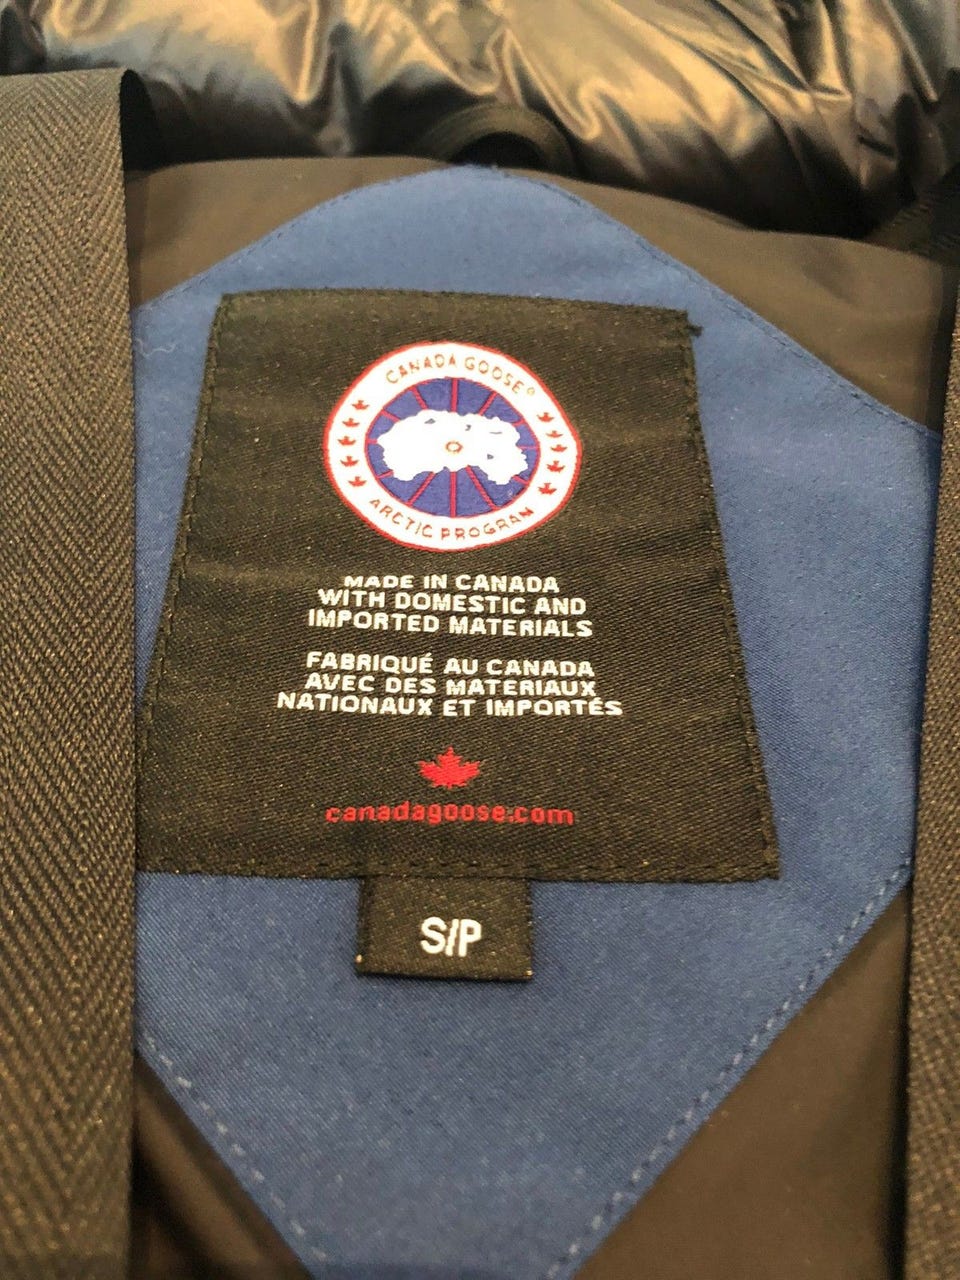 CANADA GOOSE®
ARCTIC PROGRAM
MADE IN CANADA
WITH DOMESTIC AND
IMPORTED MATERIALS
FABRIQUÉ AU CANADA
AVEC DES MATERIAUX
NATIONAUX ET IMPORTÉS
canadagoose.com
S/P